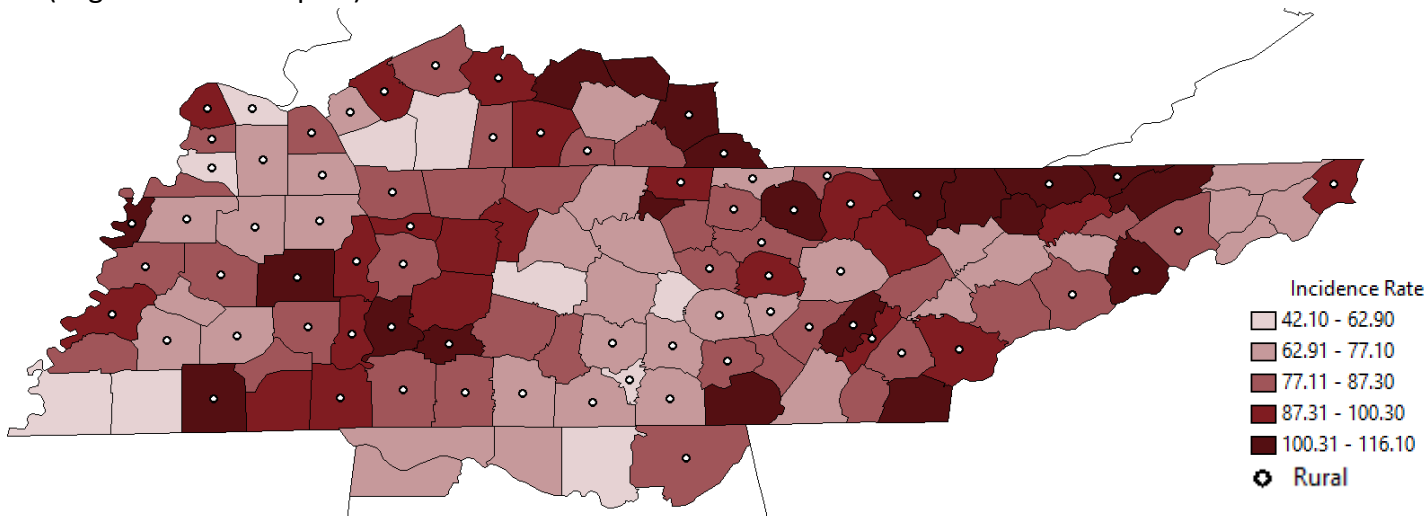 Incidence Rate
42.10 - 62.90
62.91 - 77.10
77.11 - 87.30
87.31 - 100.30
100.31 - 116.10
Rural